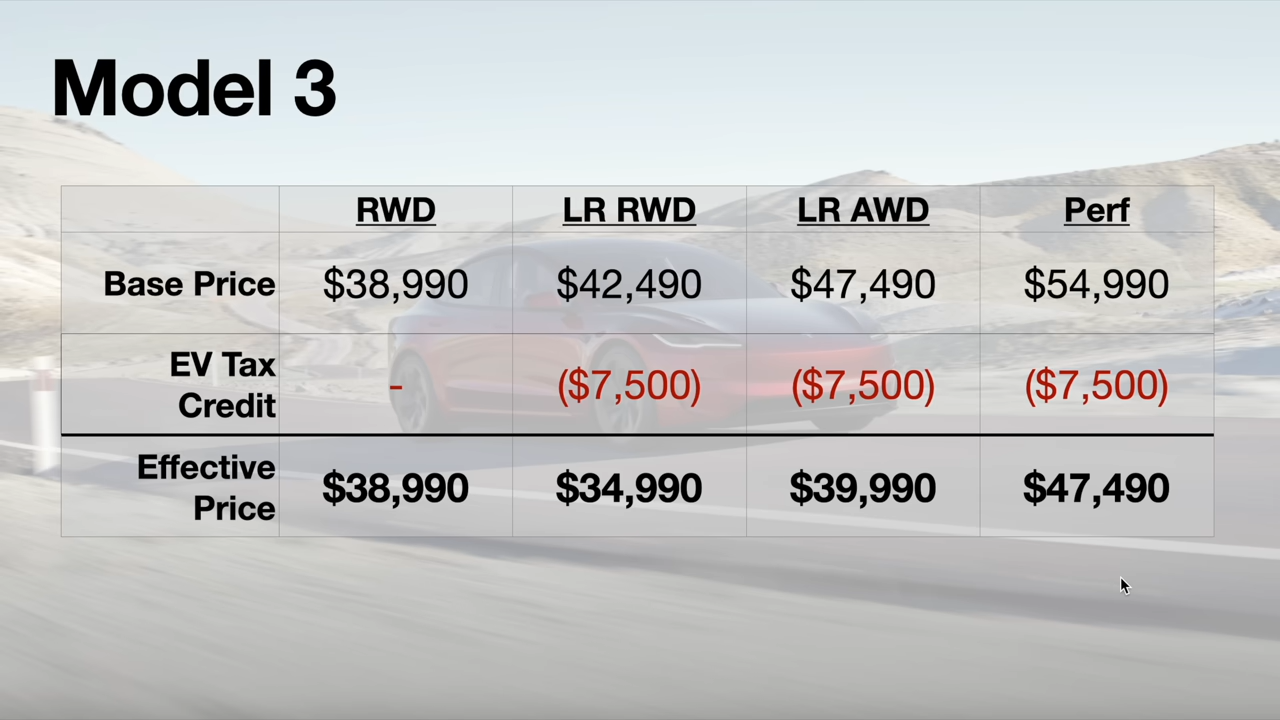 Model 3
RWD LR RWD LR AWD Perf
Base Price $38,990 $42,490 $47,490 $54,990
EV Tax
Credit - ($7,500) ($7,500) ($7,500)
Effective
Price $38,990 $34,990 $39,990 $47,490